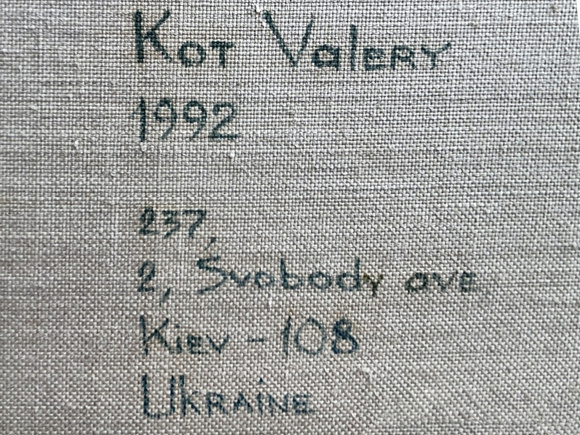 Kot Valery
1992
237,
2, Svobody ave
Kiev - 108
Ukraine